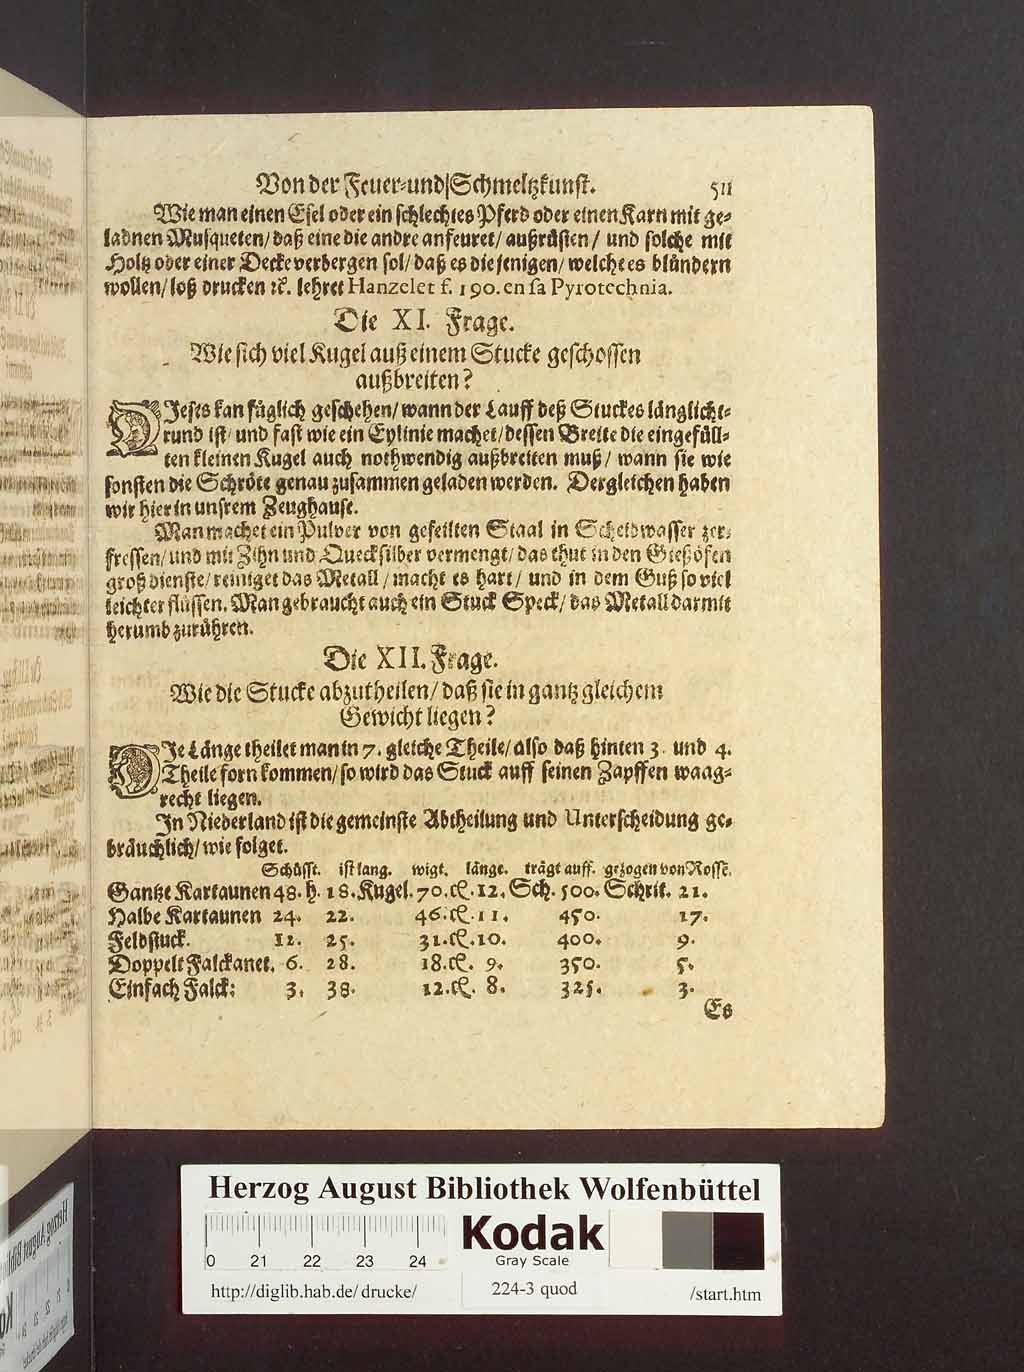 Von der Feuer-und Schmeltzkunst. 511
Wie man einen Esel oder ein schlechtes Pferd oder einen Karn mit ge-
ladnen Musqueten/ daß eine die andre anfeuret/ außrüsten/ und solche mit
Holtz oder einer Decke verbergen sol/ daß es die jenigen/ welche es blündern
wollen/ loß drucken ꝛc. lehret Hanzelet f. 190. en sa Pyrotechnia.
Die XI. Frage.
Wie sich viel Kugel auß einem Stucke geschossen
außbreiten?
DIeses kan füglich geschehen/ wann der Lauff deß Stuckes länglicht-
rund ist/ und fast wie ein Eylinie machet/ dessen Breite die eingefüll-
ten kleinen Kugel auch nothwendig außbreiten muß/ wann sie wie
sonsten die Schröte genau zusammen geladen werden. Dergleichen haben
wir hier in unsrem Zeughause.
Man machet ein Pulver von gefeilten Staal in Scheidwasser zer-
fressen/ und mit Zihn und Quecksilber vermengt/ das thut in den Gießöfen
groß dienste/ reiniget das Metall/ macht es hart/ und in dem Guß so viel
leichter flüssen. Man gebraucht auch ein Stuck Speck/ das Metall darmit
herumb zurühren.
Die XII. Frage.
Wie die Stucke abzutheilen/ daß sie in gantz gleichem
Gewicht liegen?
DIe Länge theilet man in 7. gleiche Theile/ also daß hinten 3. und 4.
Theile forn kommen/ so wird das Stuck auff seinen Zapffen waag-
recht liegen.
In Niederland ist die gemeinste Abtheilung und Unterscheidung ge-
bräuchlich/ wie folget.
Schüsst. ist lang. wigt. länge. trägt auff. gezogen von Rosse.
Gantze Kartaunen 48. h. 18. Kugel. 70. cl. 12. Sch. 500. Schrit. 21.
Halbe Kartaunen 24. 22. 46. cl. 11. 450. 17.
Feldstuck. 12. 25. 31. cl. 10. 400. 9.
Doppelt Falckanet. 6. 28. 18. cl. 9. 350. 5.
Einfach Falck: 3. 38. 12. cl. 8. 325. 3.
Es
Herzog August Bibliothek Wolfenbüttel
0 21 22 23 24
Kodak
Gray Scale
http://diglib.hab.de/drucke/ 224-3 quod /start.htm